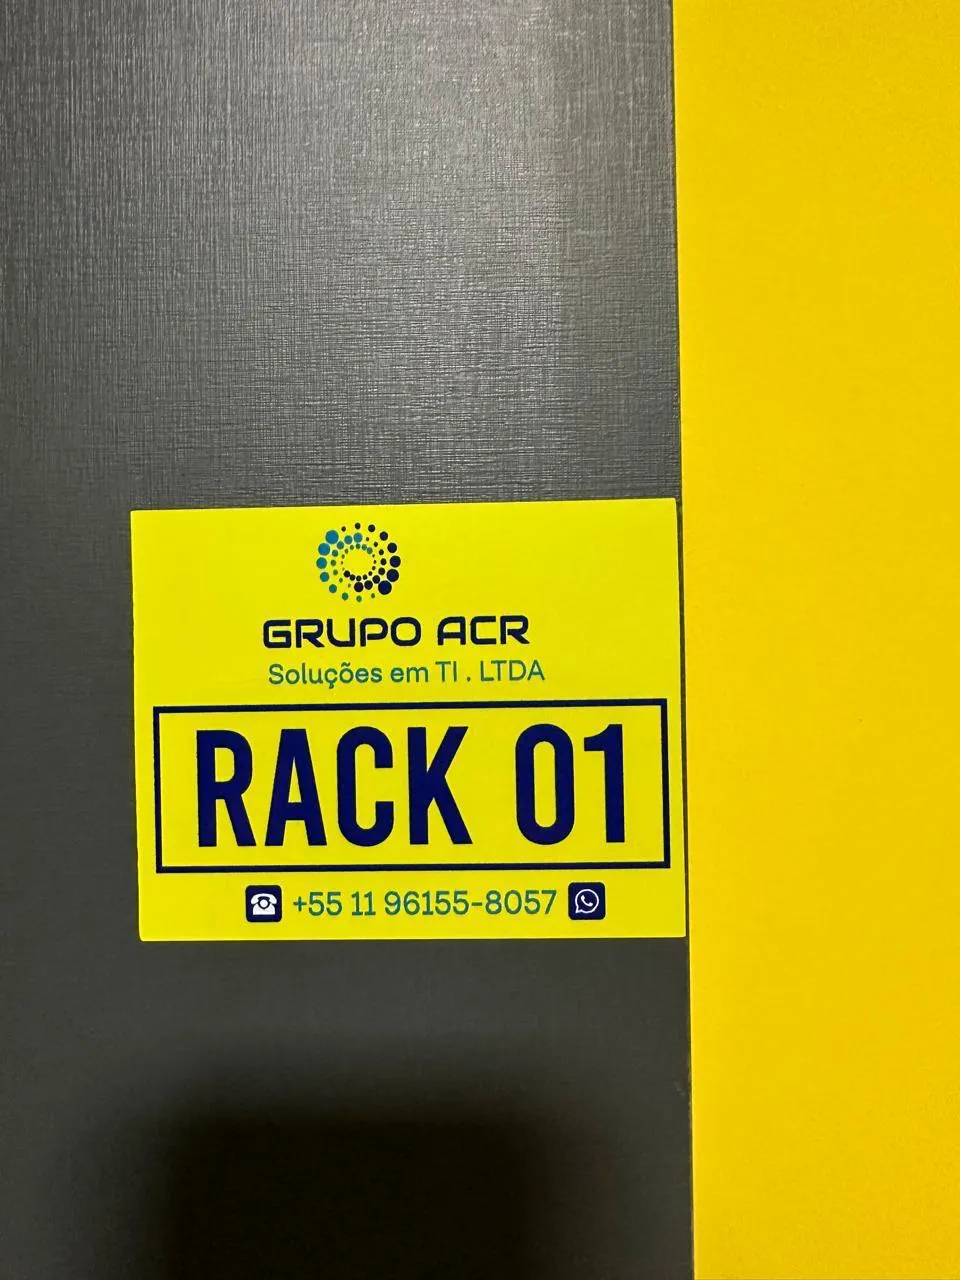 GRUPO ACR
Soluções em TI . LTDA
RACK 01
+55 11 96155-8057